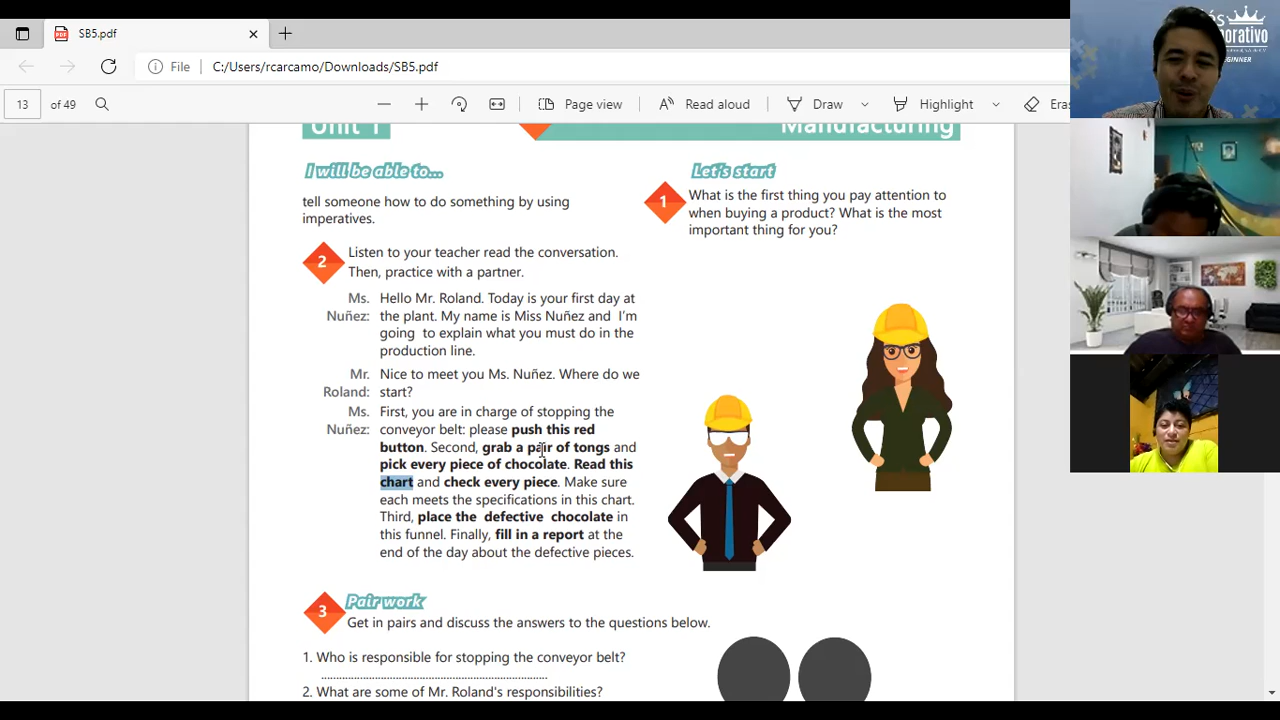 SB5.pdf
File
C:/Users/rcarcamo/Downloads/SB5.pdf
13
of 49
Page view
Read aloud
Draw
Highlight
Eras
Unit 1
Manufacturing
I will be able to...
tell someone how to do something by using
imperatives.
Let's start
1
What is the first thing you pay attention to
when buying a product? What is the most
important thing for you?
2
Listen to your teacher read the conversation.
Then, practice with a partner.
Ms. Hello Mr. Roland. Today is your first day at
Nuñez: the plant. My name is Miss Nuñez and I'm
going to explain what you must do in the
production line.
Mr. Nice to meet you Ms. Nuñez. Where do we
Roland: start?
Ms. First, you are in charge of stopping the
Nuñez: conveyor belt: please push this red
button. Second, grab a pair of tongs and
pick every piece of chocolate. Read this
chart and check every piece. Make sure
each meets the specifications in this chart.
Third, place the defective chocolate in
this funnel. Finally, fill in a report at the
end of the day about the defective pieces.
3
Pair work
Get in pairs and discuss the answers to the questions below.
1. Who is responsible for stopping the conveyor belt?
2. What are some of Mr. Roland's responsibilities?